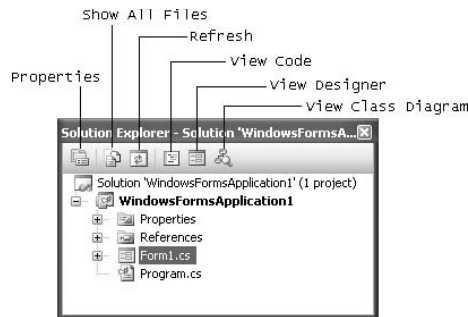 Show All Files
Refresh
View Code
Properties
View Designer
View Class Diagram
Solution Explorer - Solution 'WindowsFormsA...
Solution 'WindowsFormsApplication1' (1 project)
WindowsFormsApplication1
Properties
References
Form1.cs
Program.cs